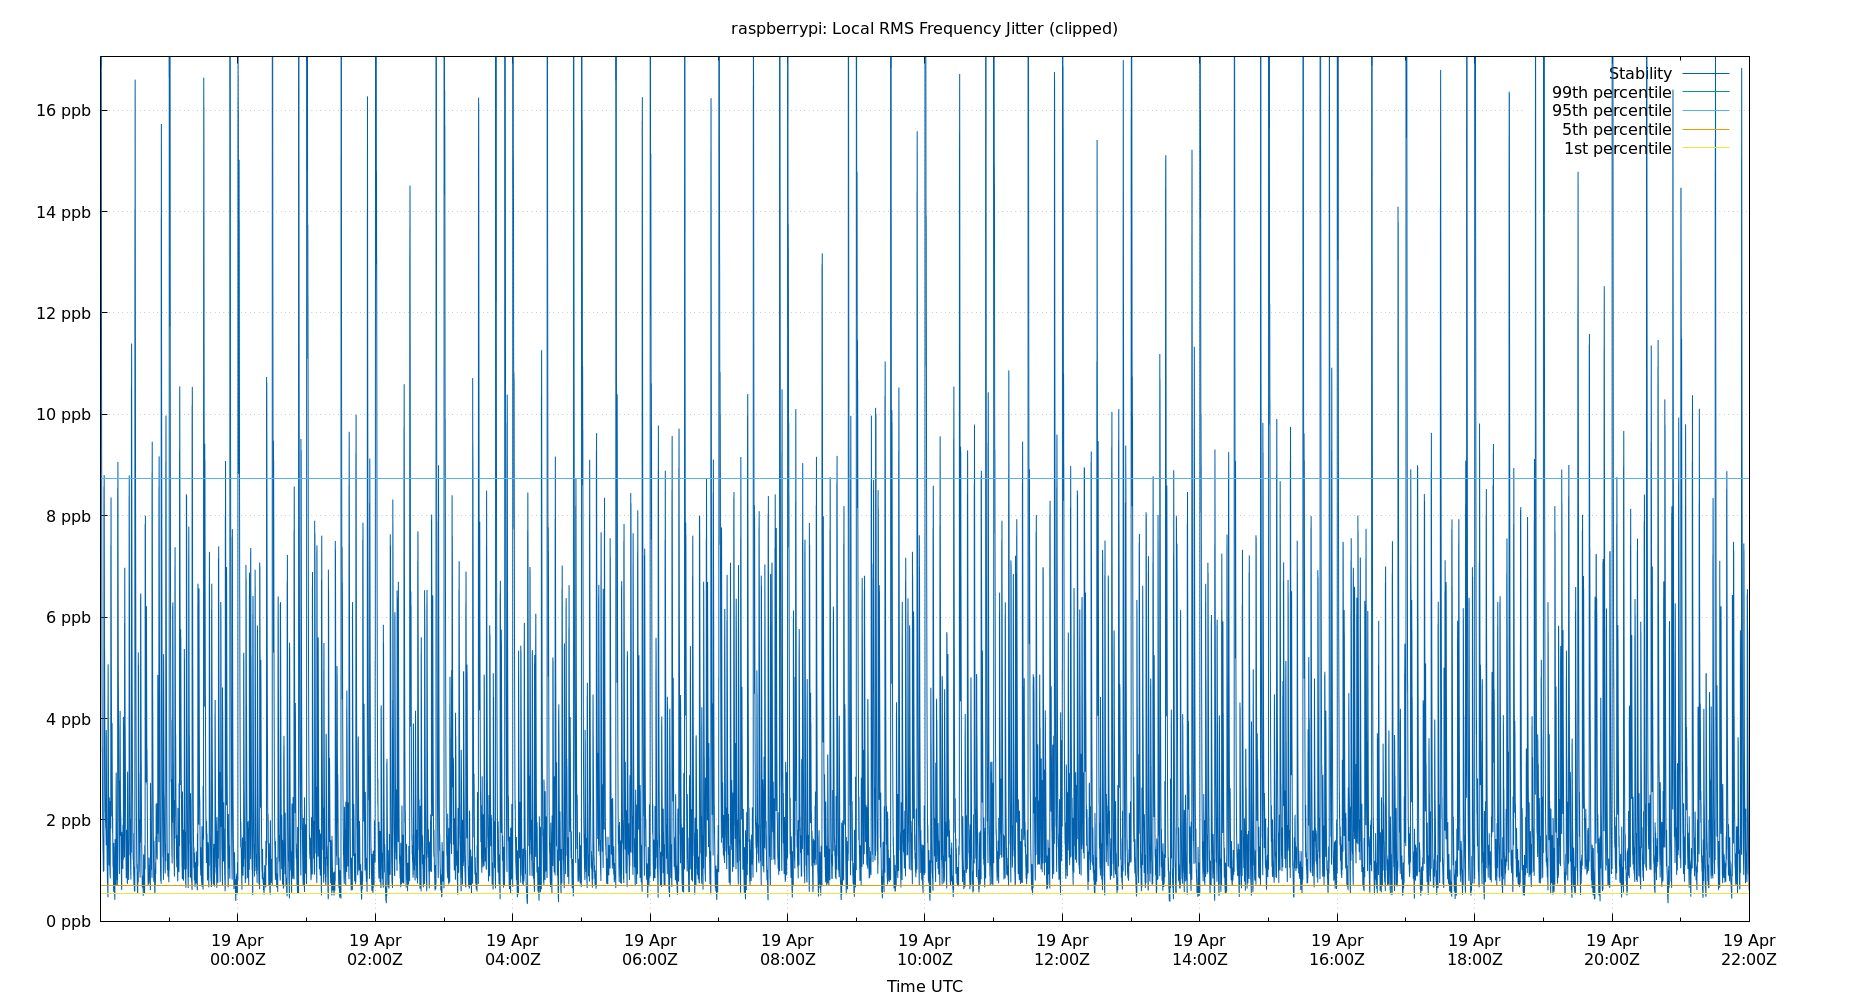 raspberrypi: Local RMS Frequency Jitter (clipped)
Stability
99th percentile
95th percentile
5th percentile
1st percentile
16 ppb
14 ppb
12 ppb
10 ppb
8 ppb
6 ppb
4 ppb
2 ppb
0 ppb
19 Apr 19 Apr 19 Apr 19 Apr 19 Apr 19 Apr 19 Apr 19 Apr 19 Apr 19 Apr 19 Apr 19 Apr
00:00Z 02:00Z 04:00Z 06:00Z 08:00Z 10:00Z 12:00Z 14:00Z 16:00Z 18:00Z 20:00Z 22:00Z
Time UTC